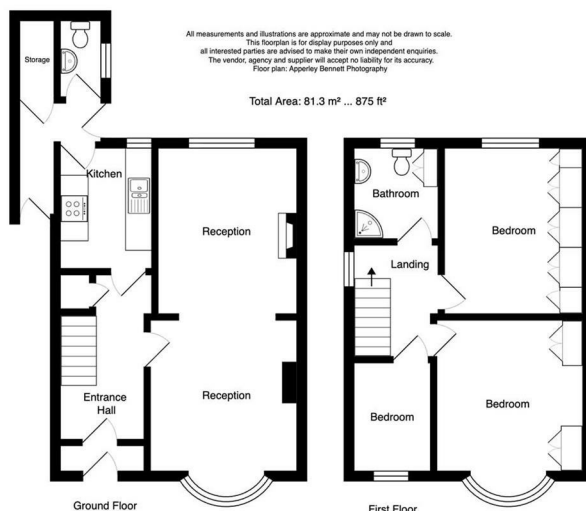 All measurements and illustrations are approximate and may not be drawn to scale.
This floorplan is for display purposes only and
all interested parties are advised to make their own independent enquiries.
The vendor, agency and supplier will accept no liability for its accuracy.
Floor plan: Apperley Bennett Photography
Total Area: 81.3 m² ... 875 ft²
Storage
Kitchen
Reception
Reception
Entrance
Hall
Ground Floor
Bathroom
Bedroom
Landing
Bedroom
Bedroom
First Floor